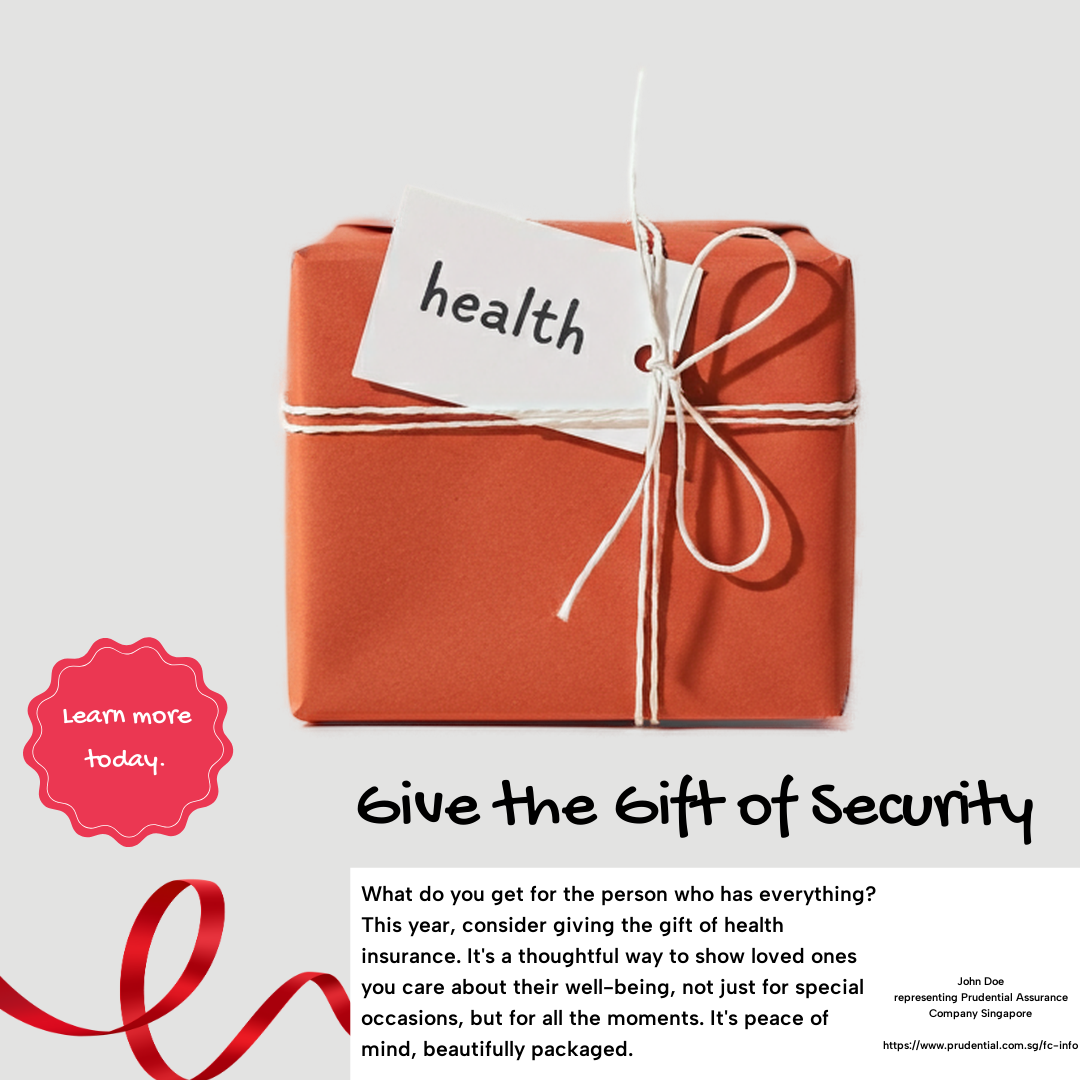 health
Learn more
today.
Give the Gift of Security
What do you get for the person who has everything?
This year, consider giving the gift of health
insurance. It's a thoughtful way to show loved ones
you care about their well-being, not just for special
occasions, but for all the moments. It's peace of
mind, beautifully packaged.
John Doe
representing Prudential Assurance
Company Singapore
https://www.prudential.com.sg/fc-info